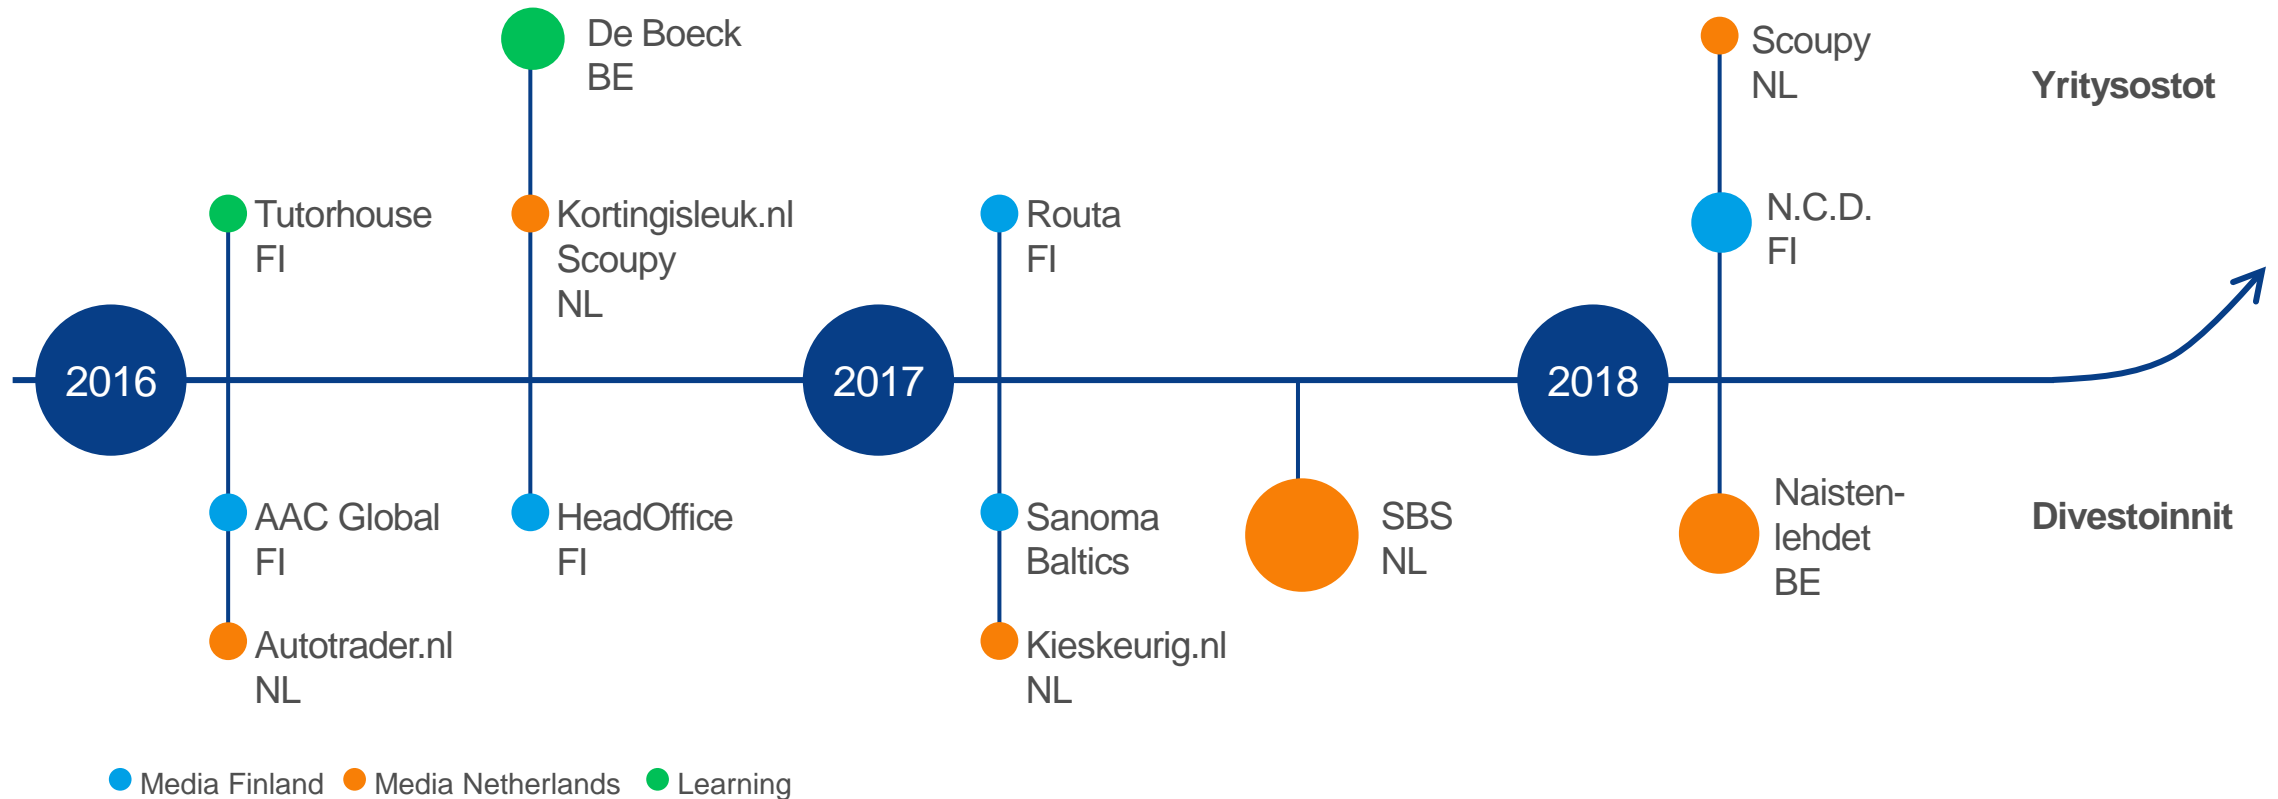 De Boeck
BE
Scoupy
NL
Yritysostot
Tutorhouse
FI
Kortingisleuk.nl
Scoupy
NL
Routa
FI
N.C.D.
FI
2016
2017
2018
AAC Global
FI
HeadOffice
FI
Sanoma
Baltics
SBS
NL
Naisten-
lehdet
BE
Divestoinnit
Autotrader.nl
NL
Kieskeurig.nl
NL
Media Finland
Media Netherlands
Learning